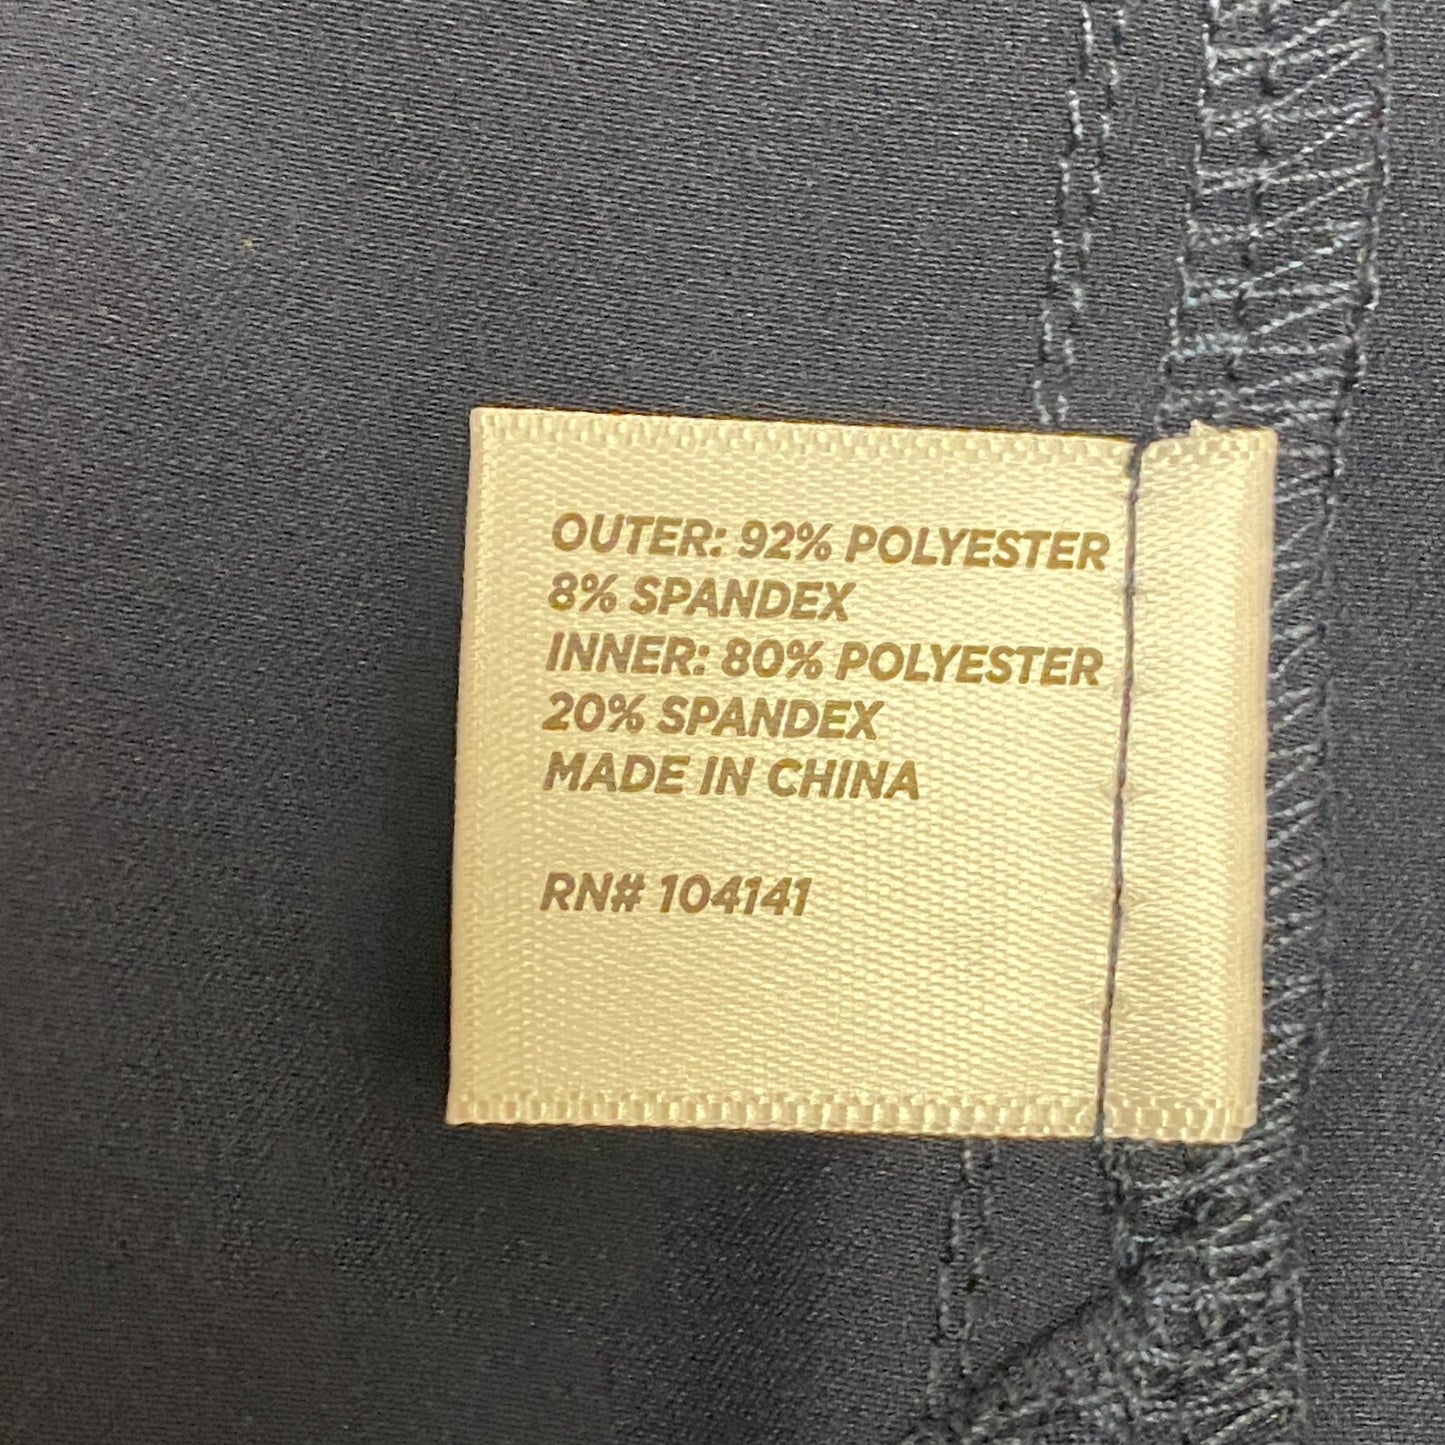 OUTER: 92% POLYESTER
8% SPANDEX
INNER: 80% POLYESTER
20% SPANDEX
MADE IN CHINA
RN# 104141